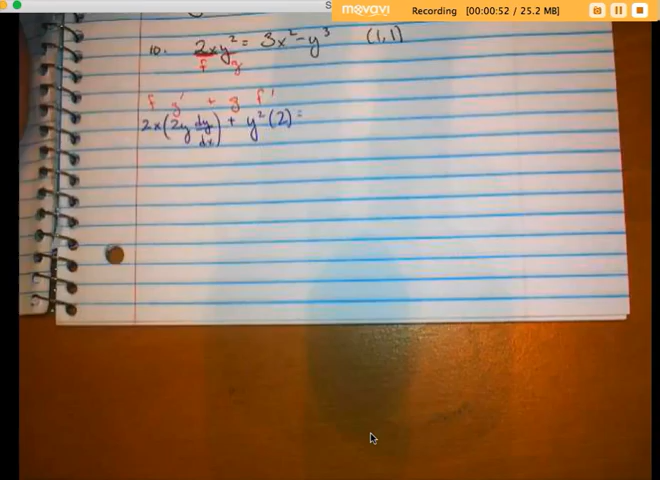 S
movavi Recording [00:00:52 / 25.2 MB]
10. 2xy² = 3x² - y³ (1,1)
f g
f g' + g f'
2x(2y dy/dx) + y²(2) =